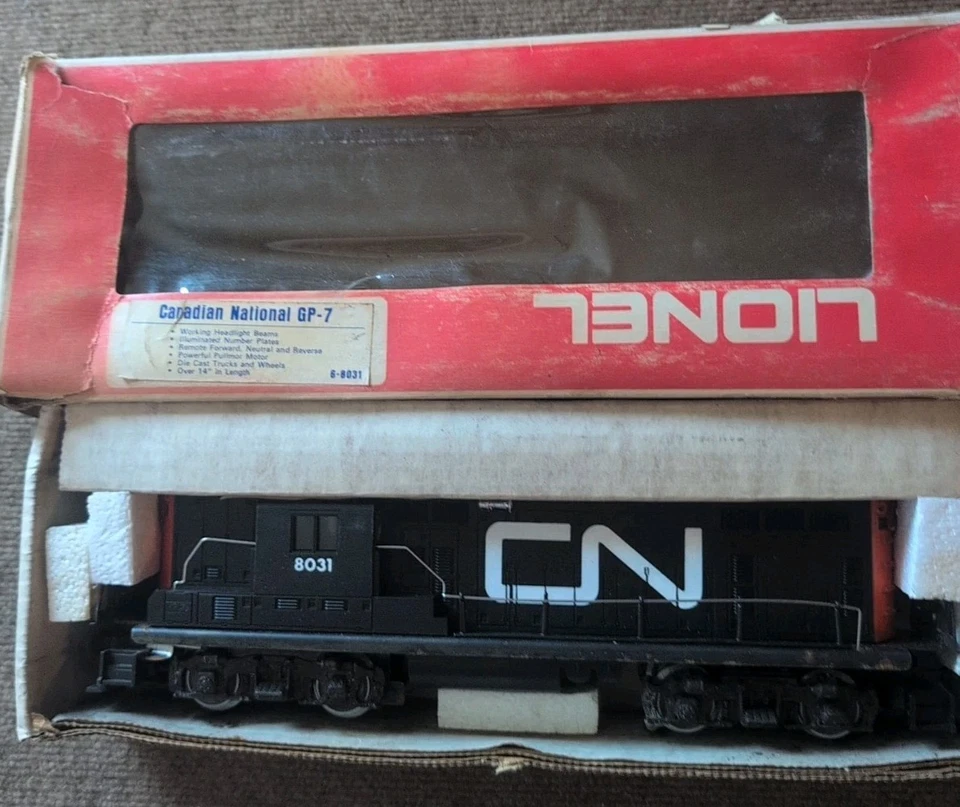 Canadian National GP-7
• Working Headlight Beams
• Illuminated Number Plates
• Remote Forward, Neutral and Reverse
• Powerful Pullmor Motor
• Die Cast Trucks and Wheels
• Over 14" in Length
6-8031
LIONEL
8031
CN